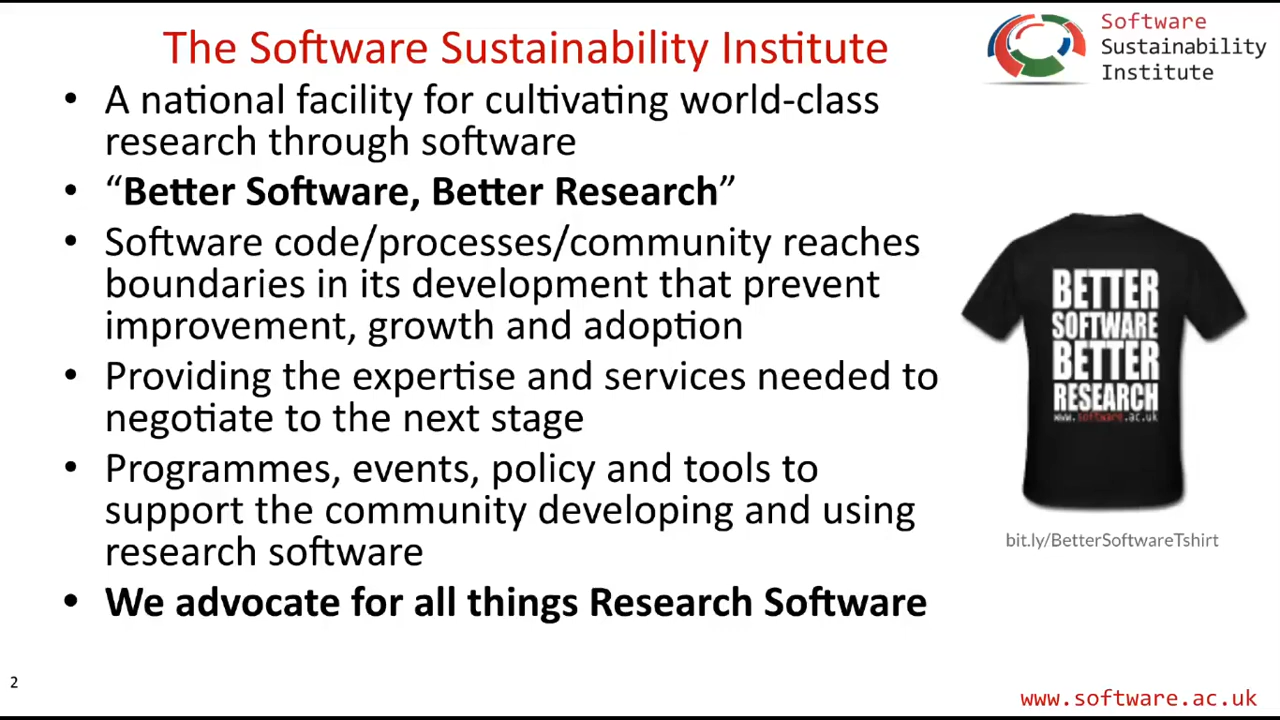 The Software Sustainability Institute
Software
Sustainability
Institute
• A national facility for cultivating world-class
research through software
• “Better Software, Better Research”
• Software code/processes/community reaches
boundaries in its development that prevent
improvement, growth and adoption
• Providing the expertise and services needed to
negotiate to the next stage
• Programmes, events, policy and tools to
support the community developing and using
research software
• We advocate for all things Research Software
BETTER
SOFTWARE
BETTER
RESEARCH
www.software.ac.uk
bit.ly/BetterSoftwareTshirt
2
www.software.ac.uk